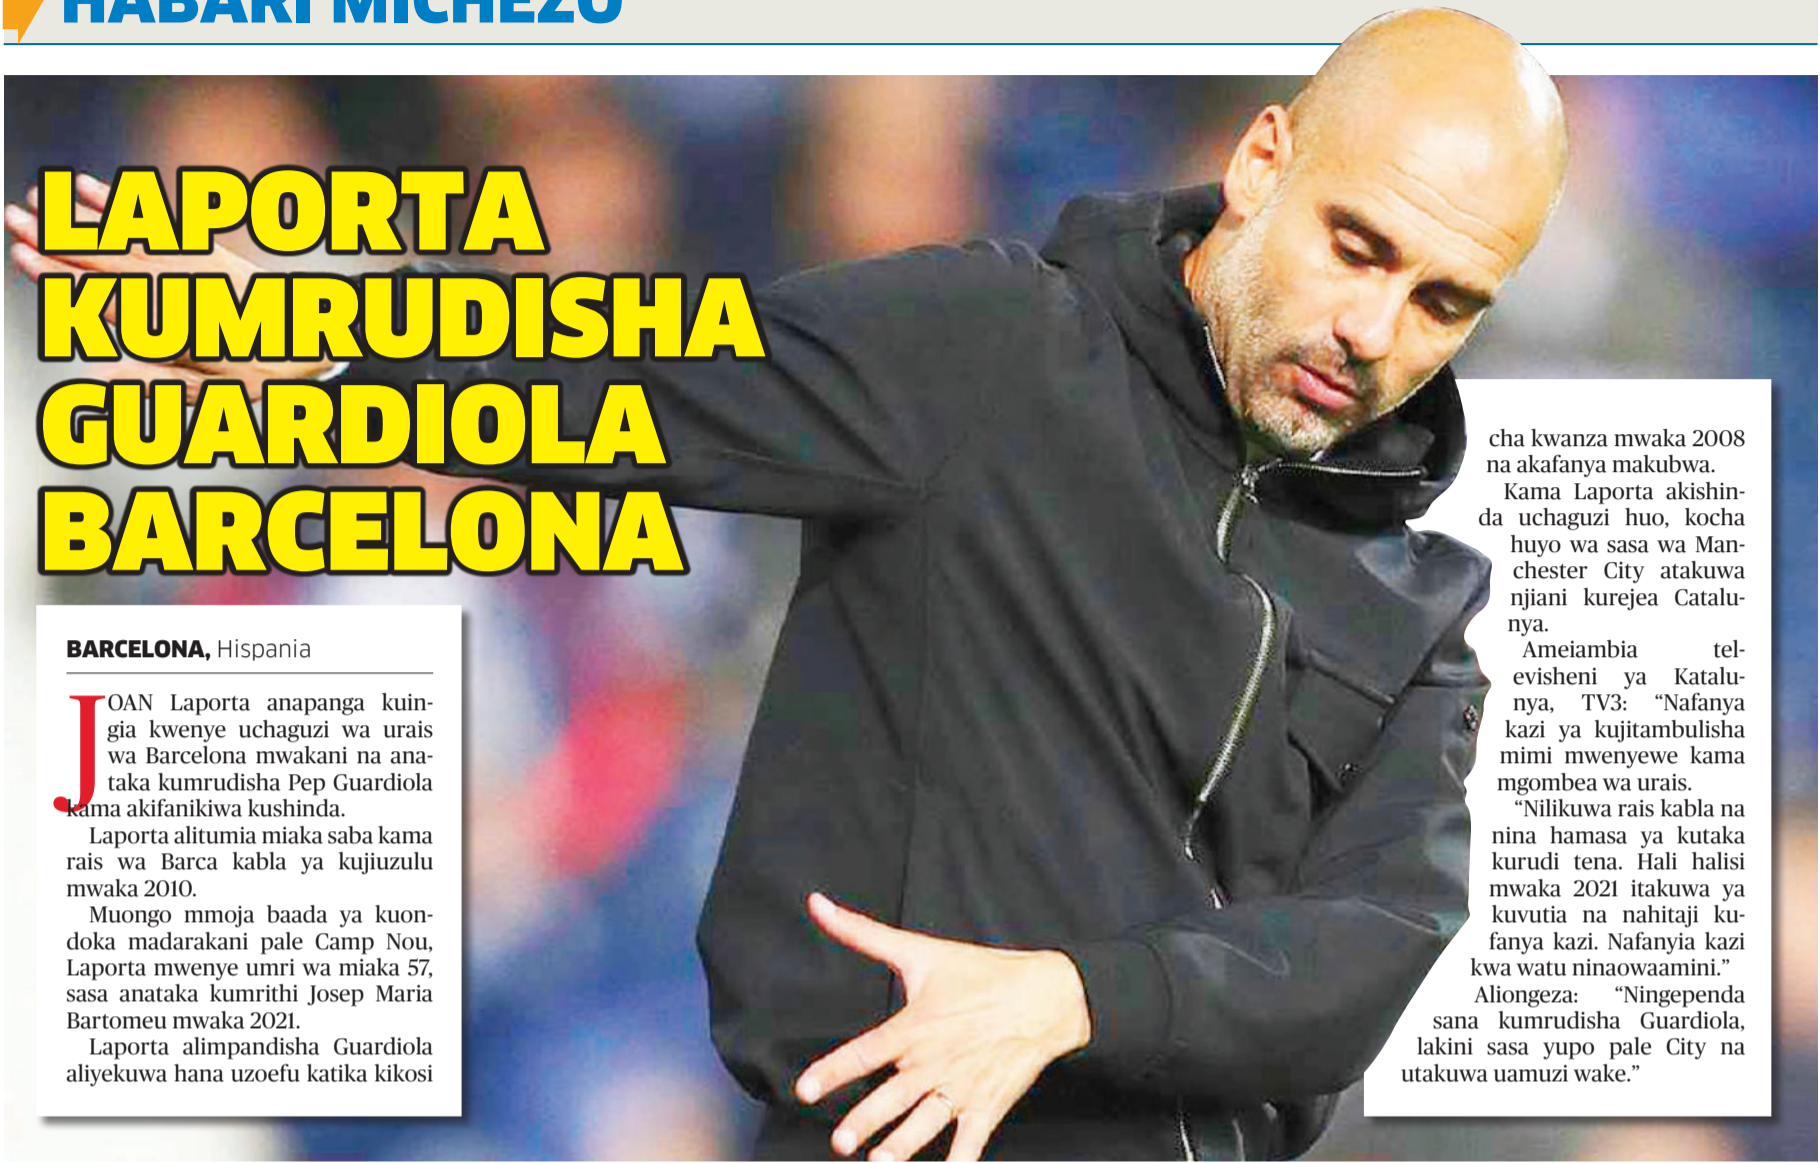 HABARI MICHEZO
LAPORTA
KUMRUDISHA
GUARDIOLA
BARCELONA
BARCELONA, Hispania
JOAN Laporta anapanga kuin-
gia kwenye uchaguzi wa urais
wa Barcelona mwakani na ana-
taka kumrudisha Pep Guardiola
kama akifanikiwa kushinda.
Laporta alitumia miaka saba kama
rais wa Barca kabla ya kujiuzulu
mwaka 2010.
Muongo mmoja baada ya kuon-
doka madarakani pale Camp Nou,
Laporta mwenye umri wa miaka 57,
sasa anataka kumrithi Josep Maria
Bartomeu mwaka 2021.
Laporta alimpandisha Guardiola
aliyekuwa hana uzoefu katika kikosi
cha kwanza mwaka 2008
na akafanya makubwa.
Kama Laporta akishin-
da uchaguzi huo, kocha
huyo wa sasa wa Man-
chester City atakuwa
njiani kurejea Catalu-
nya.
Ameiambia tel-
evisheni ya Katalu-
nya, TV3: “Nafanya
kazi ya kujitambulisha
mimi mwenyewe kama
mgombea wa urais.
“Nilikuwa rais kabla na
nina hamasa ya kutaka
kurudi tena. Hali halisi
mwaka 2021 itakuwa ya
kuvutia na nahitaji ku-
fanya kazi. Nafanyia kazi
kwa watu ninaowaamini.”
Aliongeza: “Ningependa
sana kumrudisha Guardiola,
lakini sasa yupo pale City na
utakuwa uamuzi wake.”